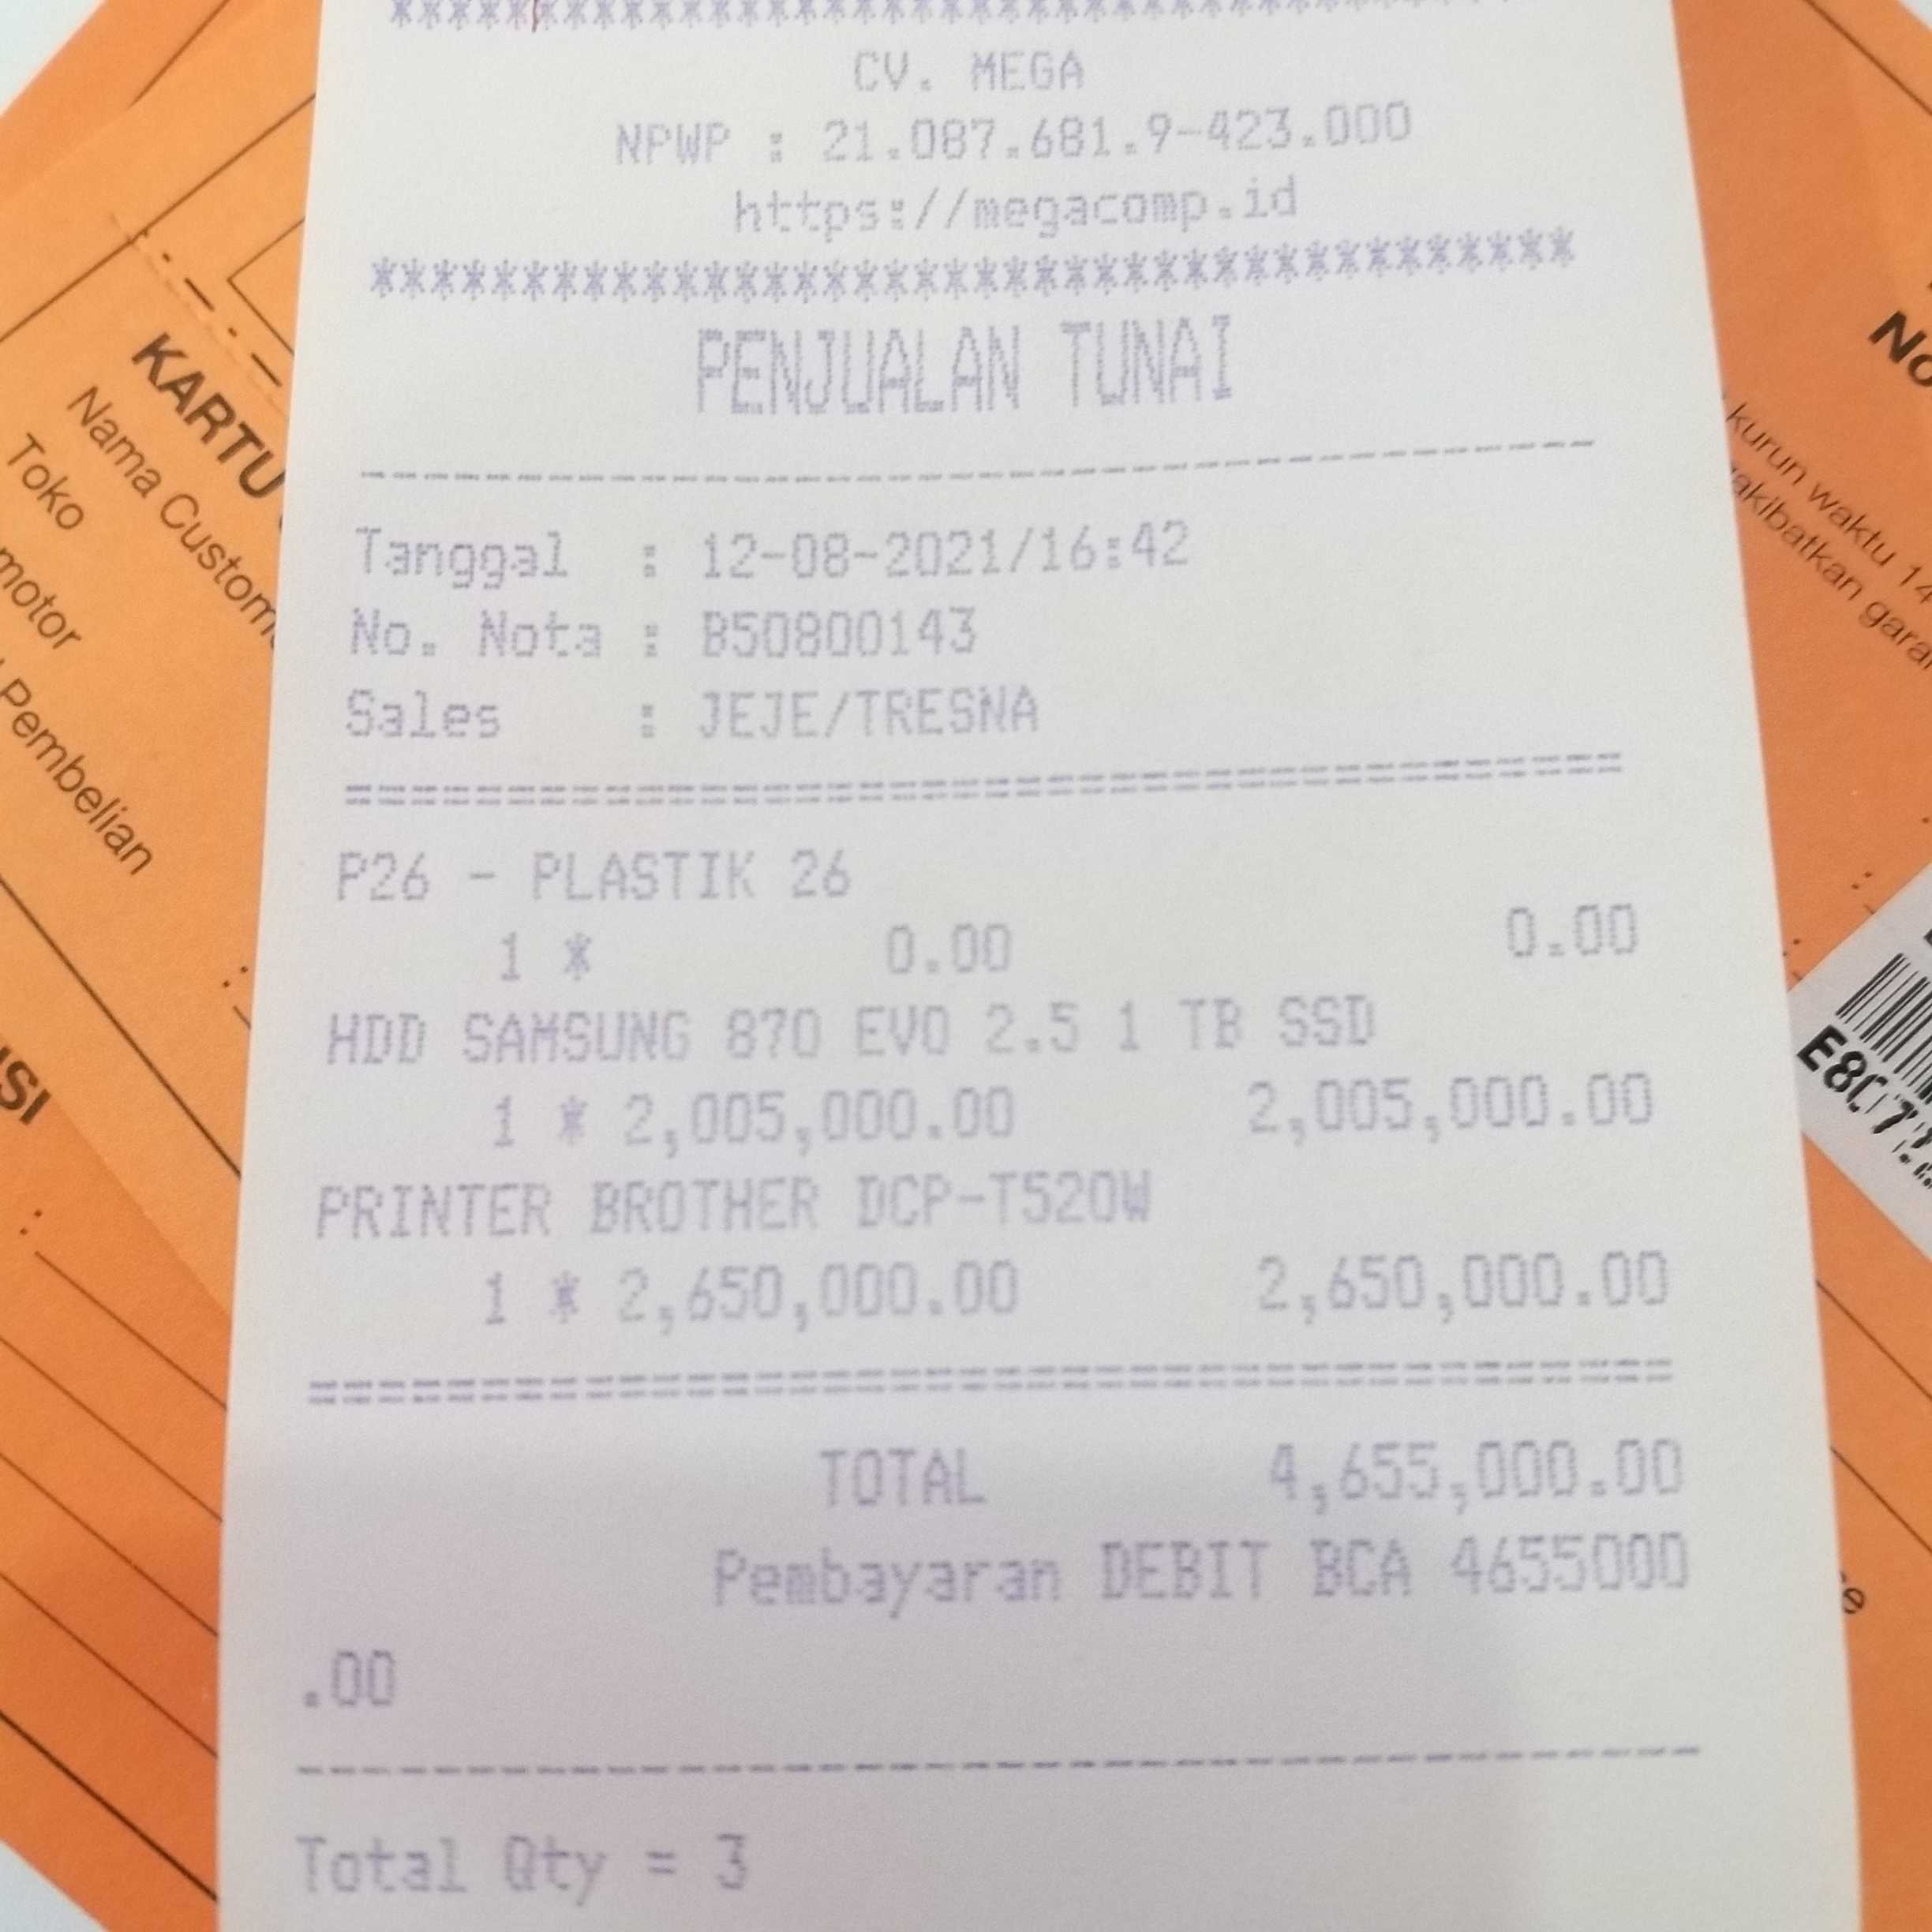 ****************************************
CV. MEGA
NPWP : 21.087.681.9-423.000
https://megacomp.id
****************************************
PENJUALAN TUNAI
Tanggal : 12-08-2021/16:42
No. Nota : B50800143
Sales : JEJE/TRESNA
P26 - PLASTIK 26
1 * 0.00 0.00
HDD SAMSUNG 870 EVO 2.5 1 TB SSD
1 * 2,005,000.00 2,005,000.00
PRINTER BROTHER DCP-T520W
1 * 2,650,000.00 2,650,000.00
TOTAL 4,655,000.00
Pembayaran DEBIT BCA 4655000
.00
Total Qty = 3
KARTU
Nama Custom
Toko
motor
Pembelian
SI
No
kurun waktu 14
akibatkan garan